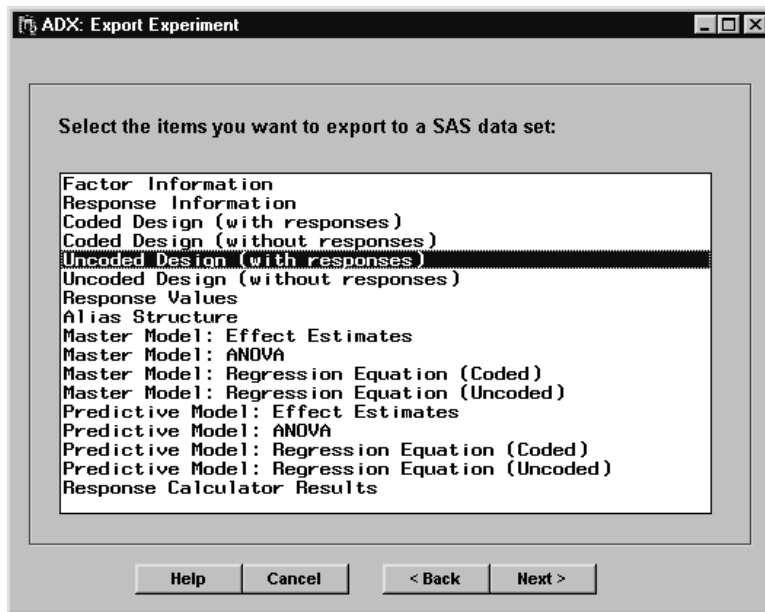 ADX: Export Experiment
Select the items you want to export to a SAS data set:
Factor Information
Response Information
Coded Design (with responses)
Coded Design (without responses)
Uncoded Design (with responses)
Uncoded Design (without responses)
Response Values
Alias Structure
Master Model: Effect Estimates
Master Model: ANOVA
Master Model: Regression Equation (Coded)
Master Model: Regression Equation (Uncoded)
Predictive Model: Effect Estimates
Predictive Model: ANOVA
Predictive Model: Regression Equation (Coded)
Predictive Model: Regression Equation (Uncoded)
Response Calculator Results
Help Cancel < Back Next >